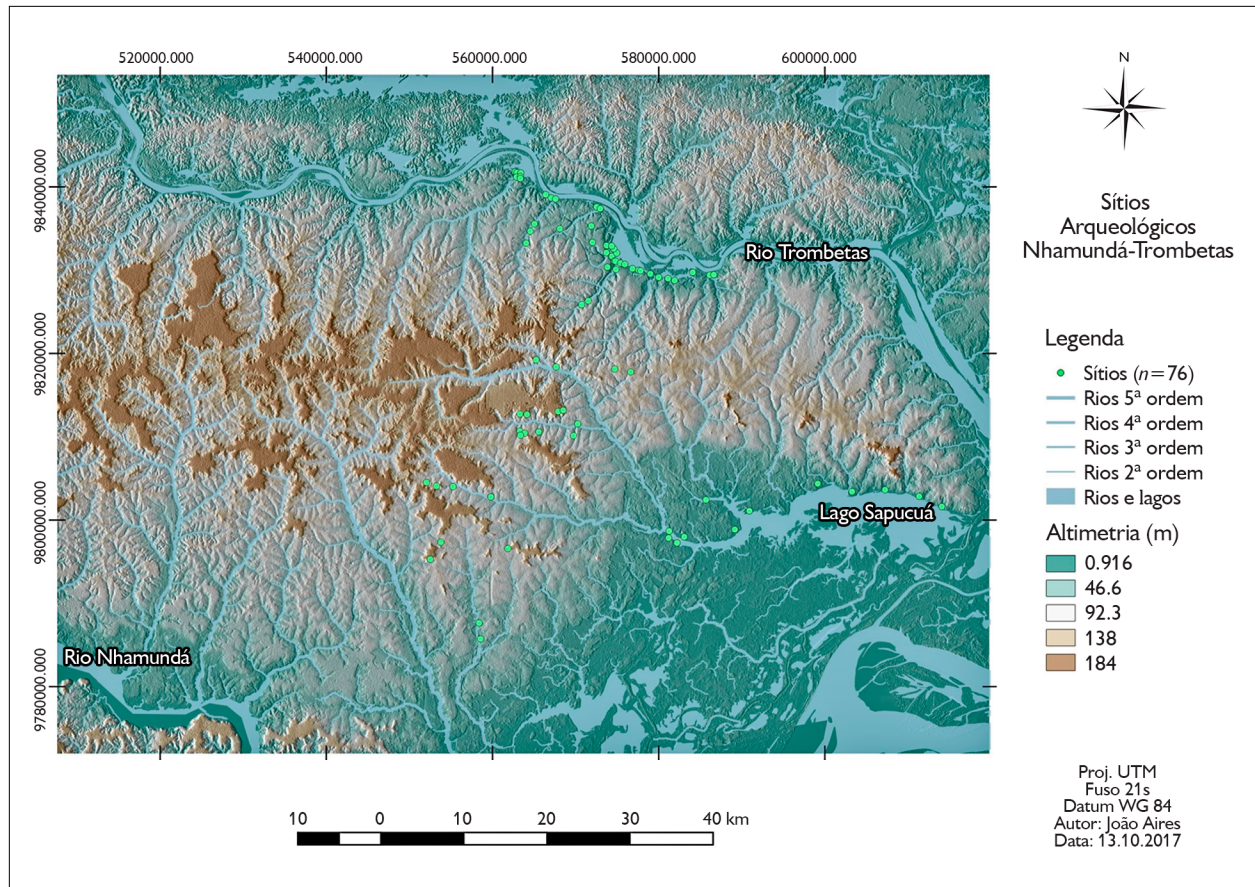 520000.000
540000.000
560000.000
580000.000
600000.000
9840000.000
9820000.000
9800000.000
9780000.000
Rio Trombetas
Lago Sapucuá
Rio Nhamundá
10 0 10 20 30 40 km
N
Sítios
Arqueológicos
Nhamundá-Trombetas
Legenda
Sítios (n=76)
Rios 5ª ordem
Rios 4ª ordem
Rios 3ª ordem
Rios 2ª ordem
Rios e lagos
Altimetria (m)
0.916
46.6
92.3
138
184
Proj. UTM
Fuso 21s
Datum WG 84
Autor: João Aires
Data: 13.10.2017